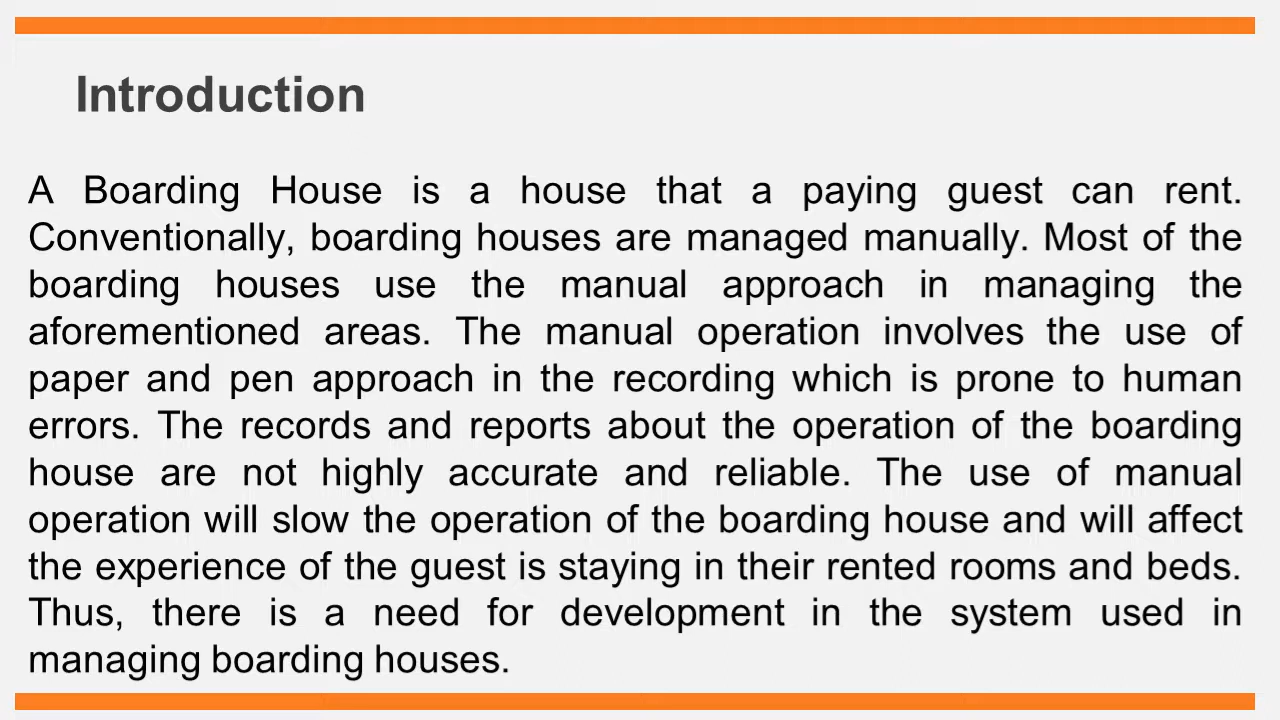 Introduction
A Boarding House is a house that a paying guest can rent.
Conventionally, boarding houses are managed manually. Most of the
boarding houses use the manual approach in managing the
aforementioned areas. The manual operation involves the use of
paper and pen approach in the recording which is prone to human
errors. The records and reports about the operation of the boarding
house are not highly accurate and reliable. The use of manual
operation will slow the operation of the boarding house and will affect
the experience of the guest is staying in their rented rooms and beds.
Thus, there is a need for development in the system used in
managing boarding houses.